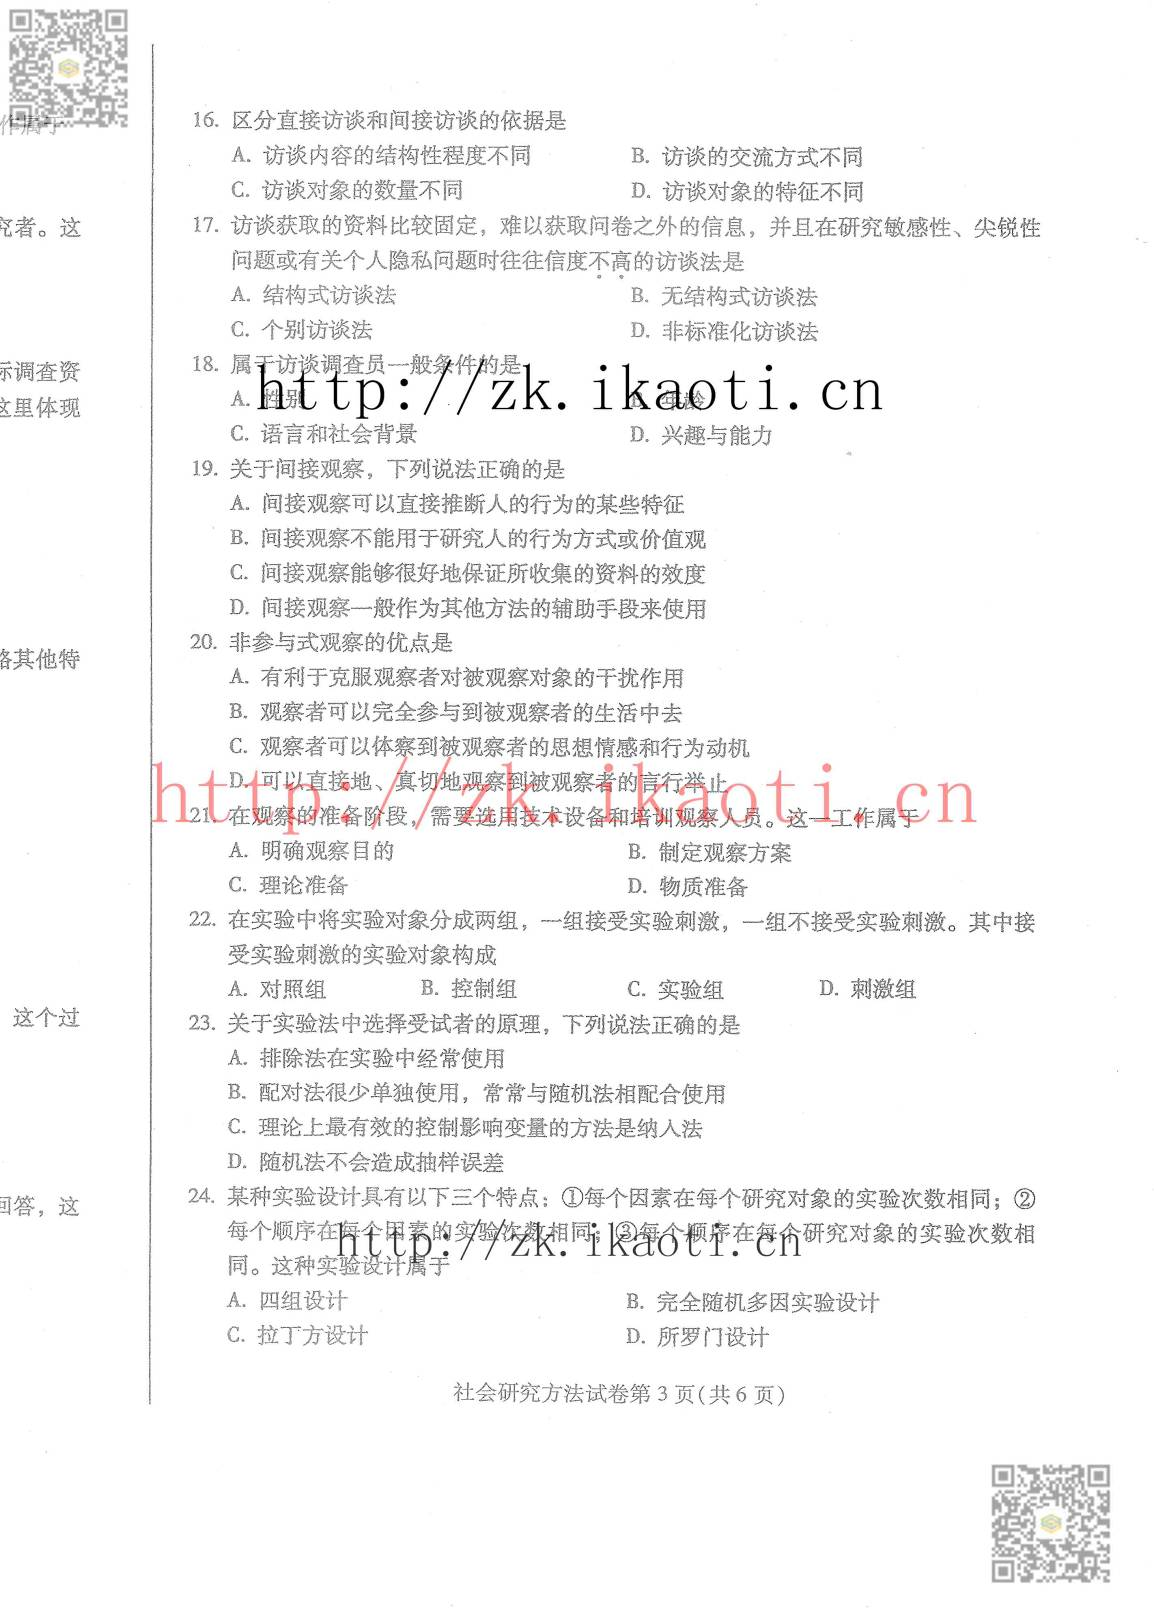 作属于
究者。这
际调查资
这里体现
格其他特
这个过
回答，这
16. 区分直接访谈和间接访谈的依据是
A. 访谈内容的结构性程度不同 B. 访谈的交流方式不同
C. 访谈对象的数量不同 D. 访谈对象的特征不同
17. 访谈获取的资料比较固定，难以获取问卷之外的信息，并且在研究敏感性、尖锐性
问题或有关个人隐私问题时往往信度不高的访谈法是
A. 结构式访谈法 B. 无结构式访谈法
C. 个别访谈法 D. 非标准化访谈法
18. 属于访谈调查员一般条件的是
http://zk.ikaoti.cn
A. 性别 B. 年龄
C. 语言和社会背景 D. 兴趣与能力
19. 关于间接观察，下列说法正确的是
A. 间接观察可以直接推断人的行为的某些特征
B. 间接观察不能用于研究人的行为方式或价值观
C. 间接观察能够很好地保证所收集的资料的效度
D. 间接观察一般作为其他方法的辅助手段来使用
20. 非参与式观察的优点是
A. 有利于克服观察者对被观察对象的干扰作用
B. 观察者可以完全参与到被观察者的生活中去
C. 观察者可以体察到被观察者的思想情感和行为动机
D. 可以直接地、真切地观察到被观察者的言行举止
http://zk.ikaoti.cn
21. 在观察的准备阶段，需要选用技术设备和培训观察人员。这一工作属于
A. 明确观察目的 B. 制定观察方案
C. 理论准备 D. 物质准备
22. 在实验中将实验对象分成两组，一组接受实验刺激，一组不接受实验刺激。其中接
受实验刺激的实验对象构成
A. 对照组 B. 控制组 C. 实验组 D. 刺激组
23. 关于实验法中选择受试者的原理，下列说法正确的是
A. 排除法在实验中经常使用
B. 配对法很少单独使用，常常与随机法相配合使用
C. 理论上最有效的控制影响变量的方法是纳入法
D. 随机法不会造成抽样误差
24. 某种实验设计具有以下三个特点：①每个因素在每个研究对象的实验次数相同；②
每个顺序在每个因素的实验次数相同；③每个顺序在每个研究对象的实验次数相
http://zk.ikaoti.cn
同。这种实验设计属于
A. 四组设计 B. 完全随机多因实验设计
C. 拉丁方设计 D. 所罗门设计
社会研究方法试卷第 3 页(共 6 页)